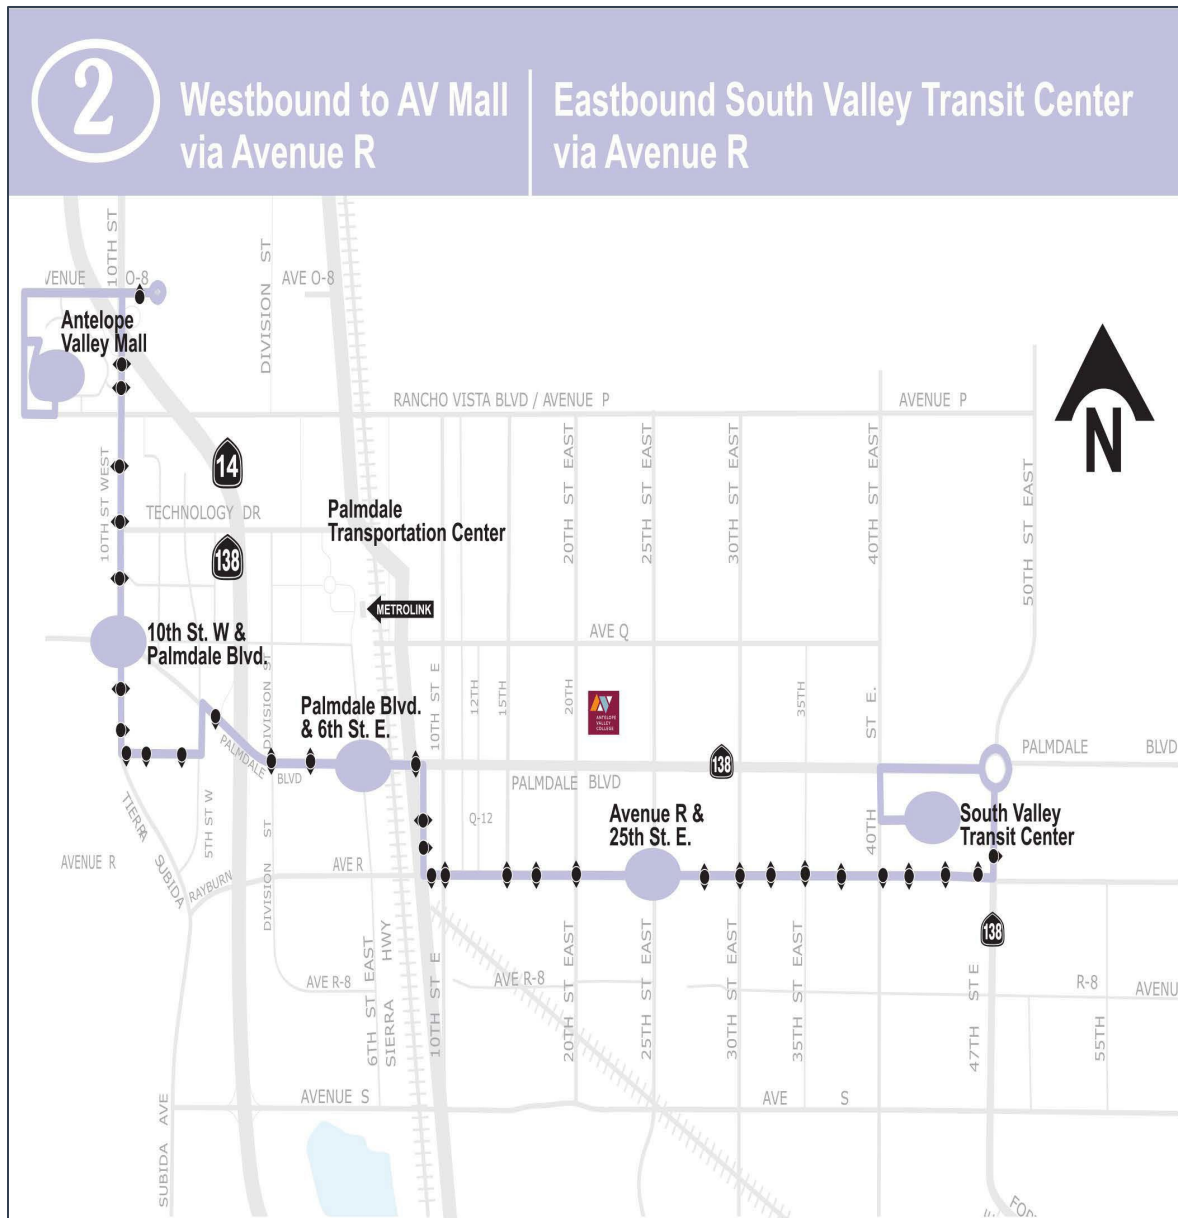 2
Westbound to AV Mall
via Avenue R
Eastbound South Valley Transit Center
via Avenue R
10TH ST
VENUE
O-8
AVE O-8
DIVISION ST
Antelope
Valley Mall
RANCHO VISTA BLVD / AVENUE P
AVENUE P
N
14
10TH ST WEST
TECHNOLOGY DR
138
Palmdale
Transportation Center
METROLINK
20TH ST EAST
25TH ST EAST
30TH ST EAST
40TH ST EAST
50TH ST EAST
AVE Q
10th St. W &
Palmdale Blvd.
DIVISION ST
Palmdale Blvd.
& 6th St. E.
10TH ST E
12TH
15TH
20TH
AV
ANTELOPE
VALLEY
COLLEGE
35TH
40TH ST E.
PALMDALE BLVD
PALMDALE BLVD
138
PALMDALE BLVD
TIERRA SUBIDA
5TH ST W
Q-12
Avenue R &
25th St. E.
South Valley
Transit Center
AVENUE R
RAYBURN
DIVISION ST
AVE R
138
AVE R-8
6TH ST EAST
SIERRA HWY
10TH ST E
AVE R-8
20TH ST EAST
25TH ST EAST
30TH ST EAST
35TH ST EAST
47TH ST E
R-8
AVENU
55TH
AVENUE S
AVE S
SUBIDA AVE